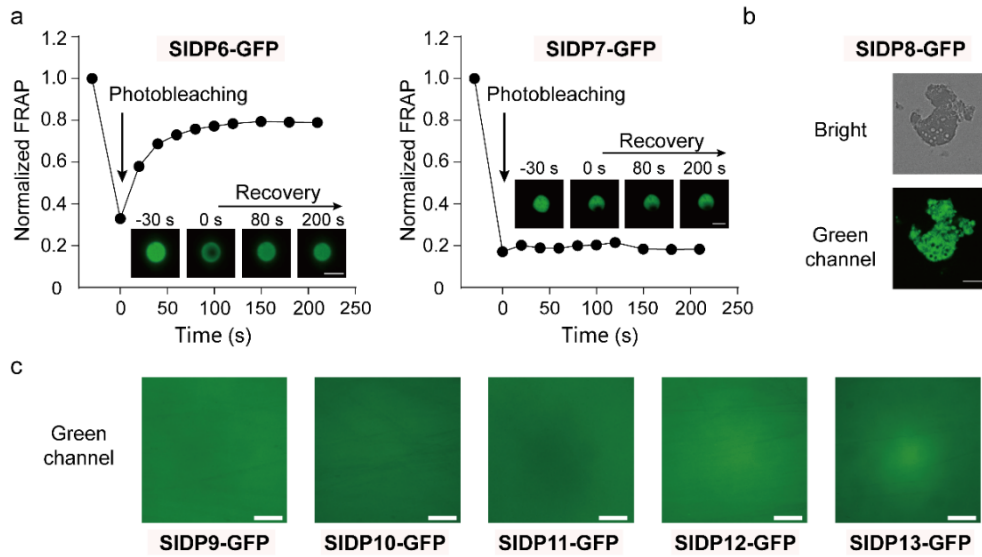 a
SIDP6-GFP
Normalized FRAP
1.2
1.0
0.8
0.6
0.4
0.2
0
Photobleaching
Recovery
-30 s 0 s 80 s 200 s
0 50 100 150 200 250
Time (s)
SIDP7-GFP
Normalized FRAP
1.2
1.0
0.8
0.6
0.4
0.2
0
Photobleaching
Recovery
-30 s 0 s 80 s 200 s
0 50 100 150 200 250
Time (s)
b
SIDP8-GFP
Bright
Green
channel
c
Green
channel
SIDP9-GFP SIDP10-GFP SIDP11-GFP SIDP12-GFP SIDP13-GFP